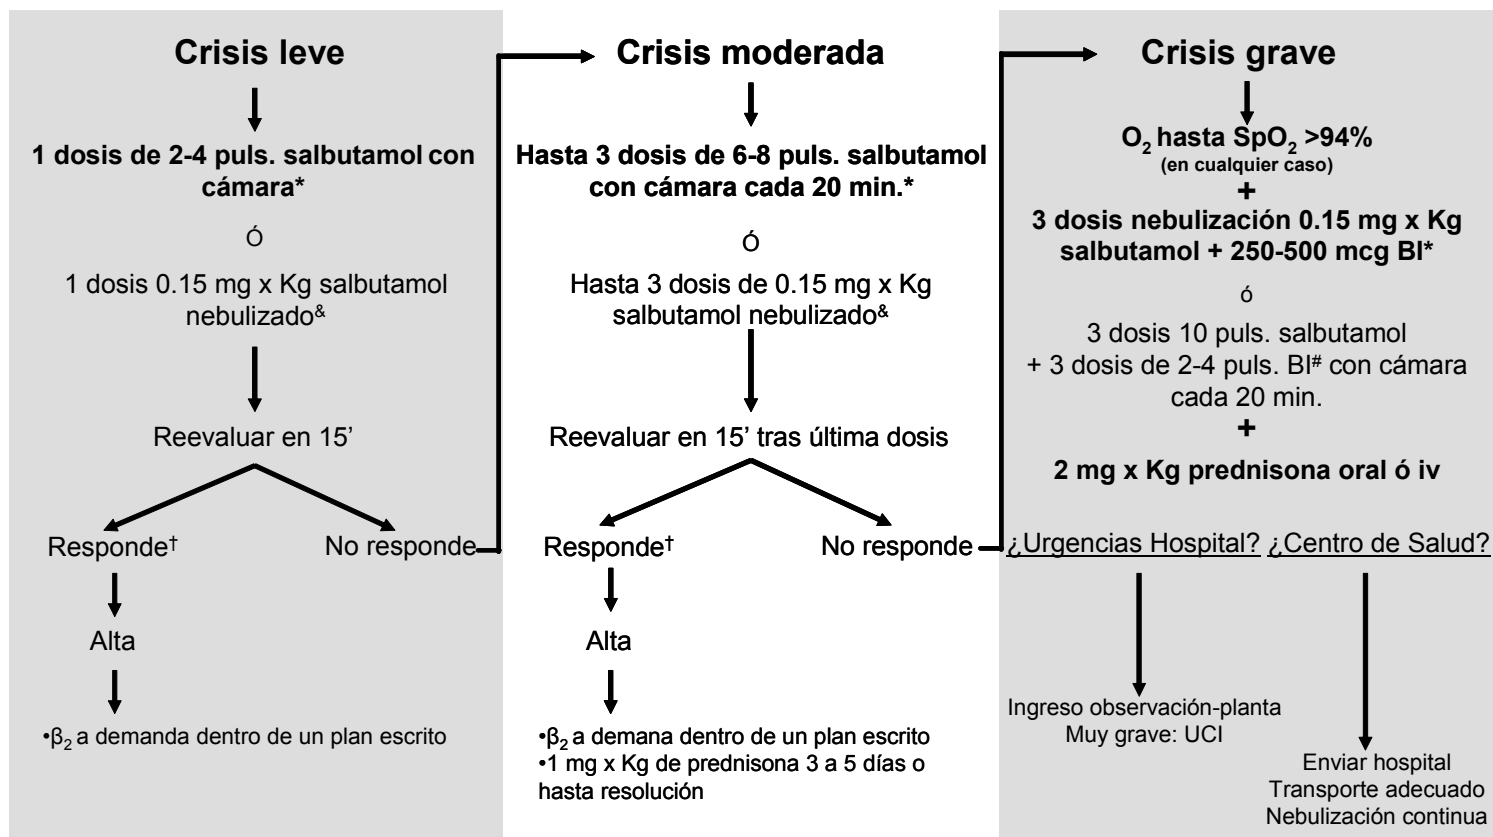 Crisis leve
1 dosis de 2-4 puls. salbutamol con
cámara*
Ó
1 dosis 0.15 mg x Kg salbutamol
nebulizado&
Reevaluar en 15’
Responde†
No responde
Alta
•β2 a demanda dentro de un plan escrito
Crisis moderada
Hasta 3 dosis de 6-8 puls. salbutamol
con cámara cada 20 min.*
Ó
Hasta 3 dosis de 0.15 mg x Kg
salbutamol nebulizado&
Reevaluar en 15’ tras última dosis
Responde†
No responde
Alta
•β2 a demana dentro de un plan escrito
•1 mg x Kg de prednisona 3 a 5 días o
hasta resolución
Crisis grave
O2 hasta SpO2 >94%
(en cualquier caso)
+
3 dosis nebulización 0.15 mg x Kg
salbutamol + 250-500 mcg BI*
ó
3 dosis 10 puls. salbutamol
+ 3 dosis de 2-4 puls. BI# con cámara
cada 20 min.
+
2 mg x Kg prednisona oral ó iv
¿Urgencias Hospital?
¿Centro de Salud?
Ingreso observación-planta
Muy grave: UCI
Enviar hospital
Transporte adecuado
Nebulización continua